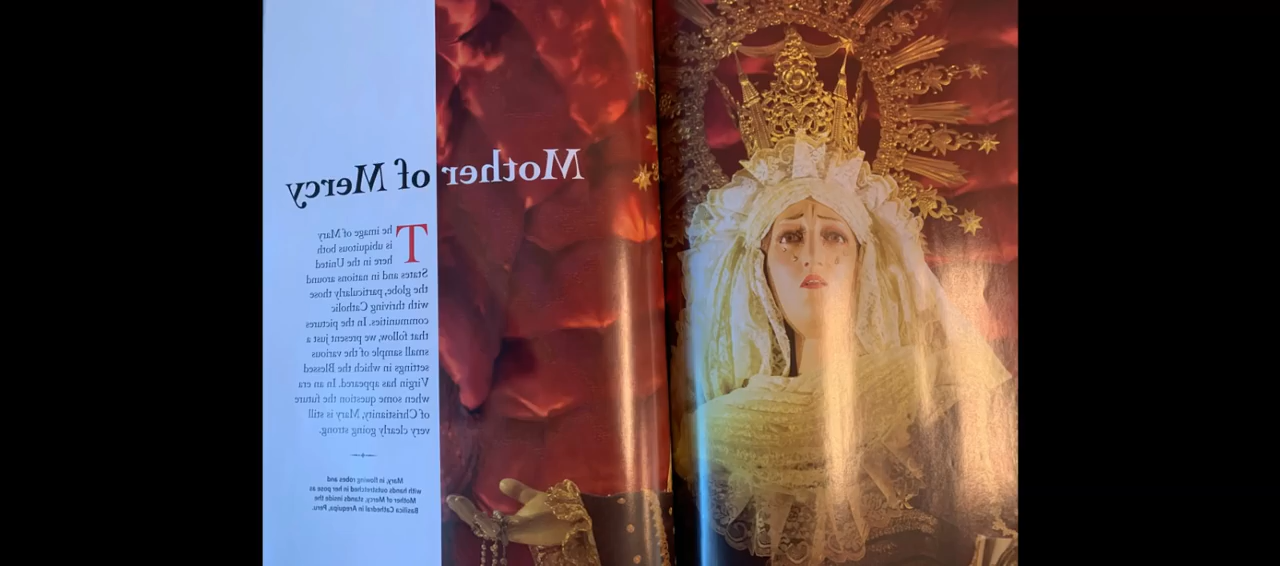 Mother of Mercy
The image of Mary
is ubiquitous both
here in the United
States and in nations around
the globe, particularly those
with thriving Catholic
communities. In the pictures
that follow, we present just a
small sample of the various
settings in which the Blessed
Virgin has appeared. In an era
when some question the future
of Christianity, Mary is still
very clearly going strong.
Mary, in flowing robes and
with hands outstretched in her pose as
Mother of Mercy, stands inside the
Basilica Cathedral in Arequipa, Peru.